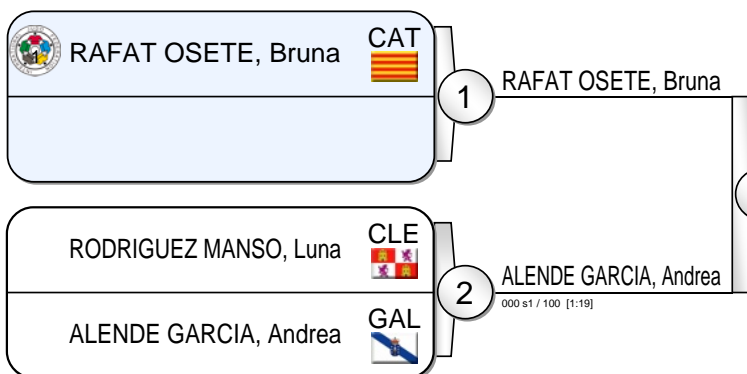 1
RAFAT OSETE, Bruna
CAT
1
RAFAT OSETE, Bruna
RODRIGUEZ MANSO, Luna
CLE
ALENDE GARCIA, Andrea
GAL
2
ALENDE GARCIA, Andrea
000 s1 / 100 [1:19]